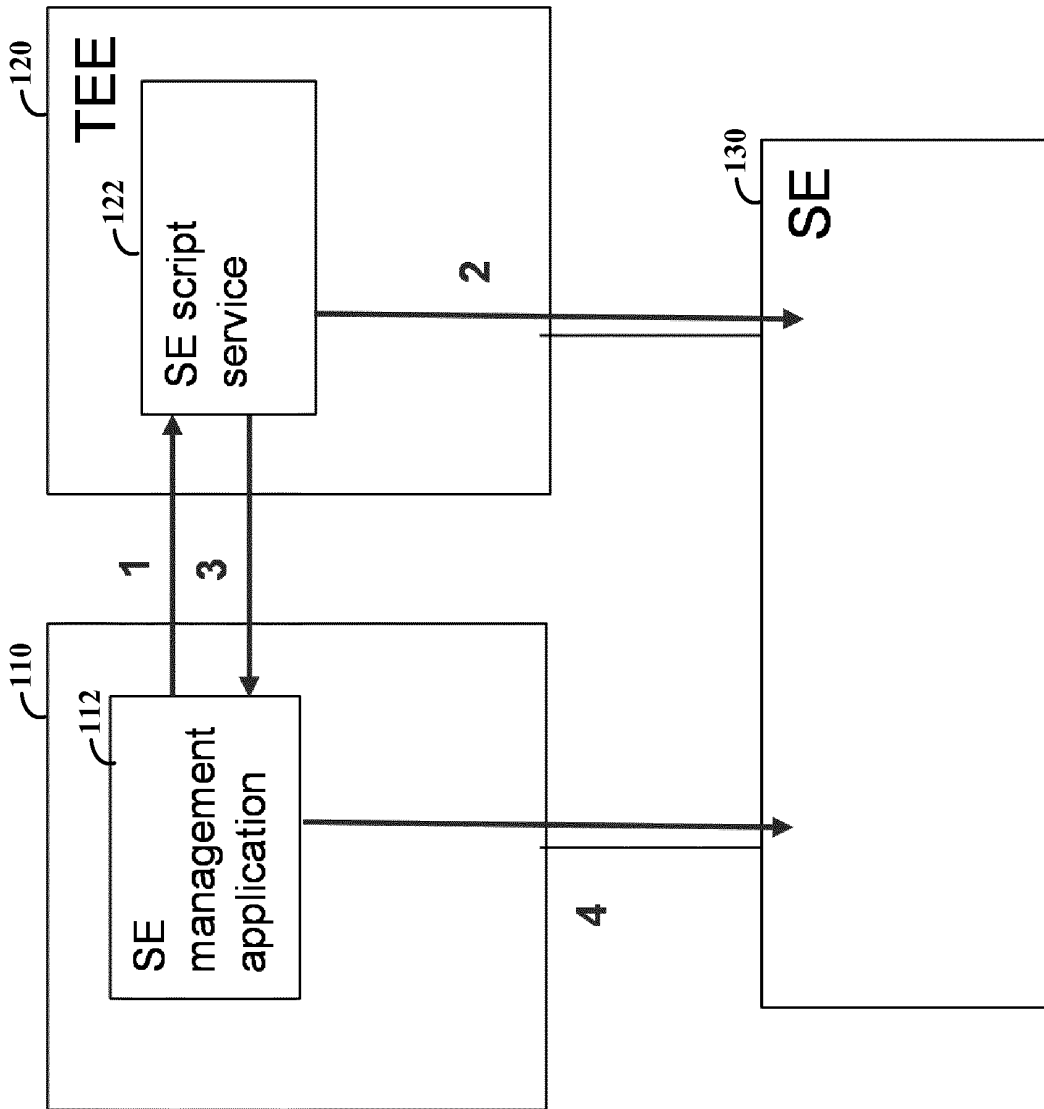 110
112
SE
management
application
1
3
120
TEE
122
SE script
service
2
4
130
SE